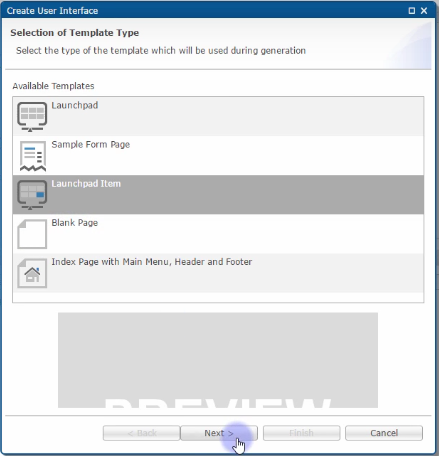 Create User Interface
Selection of Template Type
Select the type of the template which will be used during generation
Available Templates
Launchpad
Sample Form Page
Launchpad Item
Blank Page
Index Page with Main Menu, Header and Footer
PREVIEW
< Back
Next >
Finish
Cancel